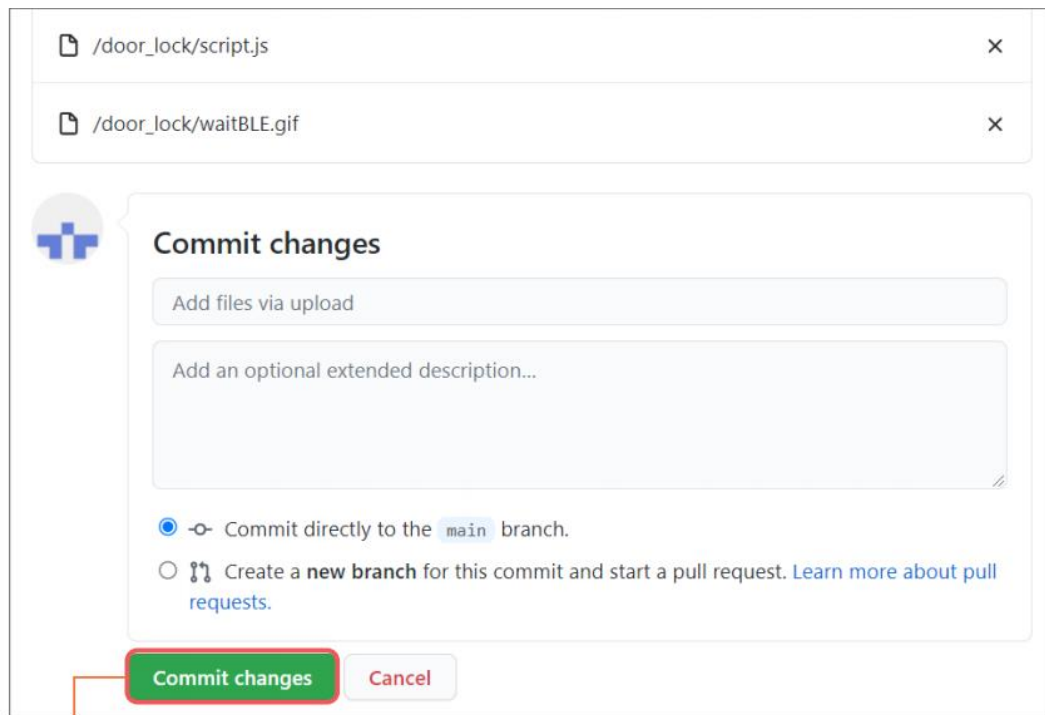 /door_lock/script.js
/door_lock/waitBLE.gif
Commit changes
Add files via upload
Add an optional extended description...
Commit directly to the main branch.
Create a new branch for this commit and start a pull request. Learn more about pull
requests.
Commit changes Cancel